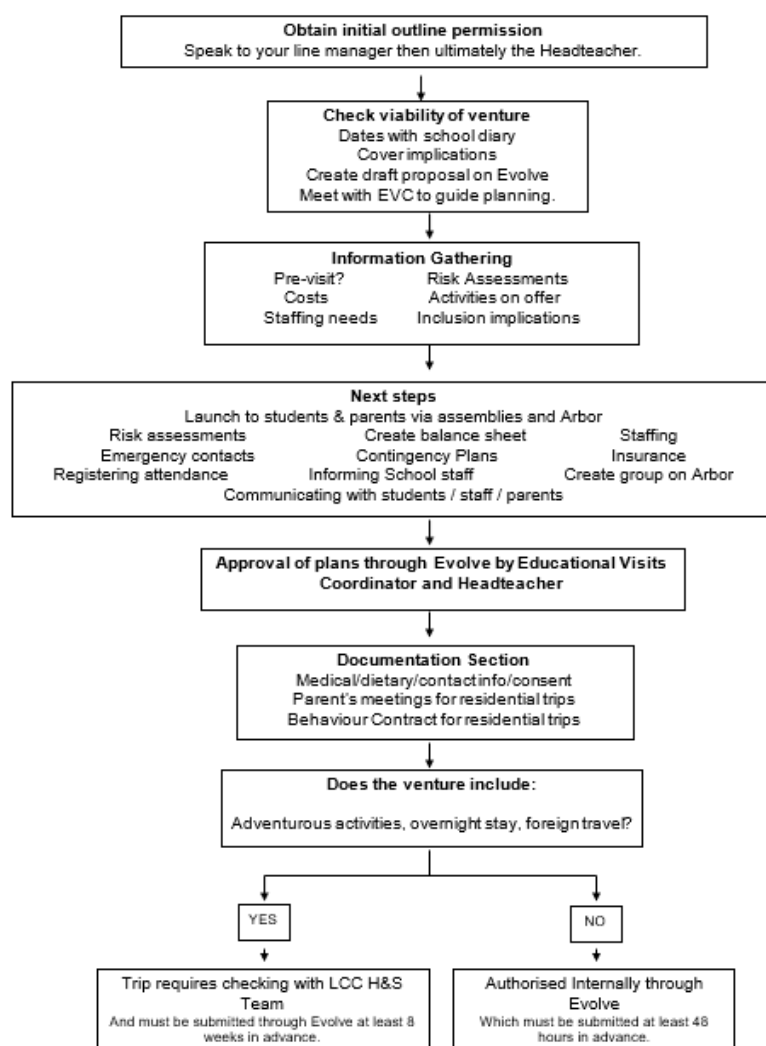 Obtain initial outline permission
Speak to your line manager then ultimately the Headteacher.
Check viability of venture
Dates with school diary
Cover implications
Create draft proposal on Evolve
Meet with EVC to guide planning.
Information Gathering
Pre-visit? Risk Assessments
Costs Activities on offer
Staffing needs Inclusion implications
Next steps
Launch to students & parents via assemblies and Arbor
Risk assessments Create balance sheet Staffing
Emergency contacts Contingency Plans Insurance
Registering attendance Informing School staff Create group on Arbor
Communicating with students / staff / parents
Approval of plans through Evolve by Educational Visits
Coordinator and Headteacher
Documentation Section
Medical/dietary/contact info/consent
Parent's meetings for residential trips
Behaviour Contract for residential trips
Does the venture include:
Adventurous activities, overnight stay, foreign travel?
YES
NO
Trip requires checking with LCC H&S
Team
And must be submitted through Evolve at least 8
weeks in advance.
Authorised Internally through
Evolve
Which must be submitted at least 48
hours in advance.